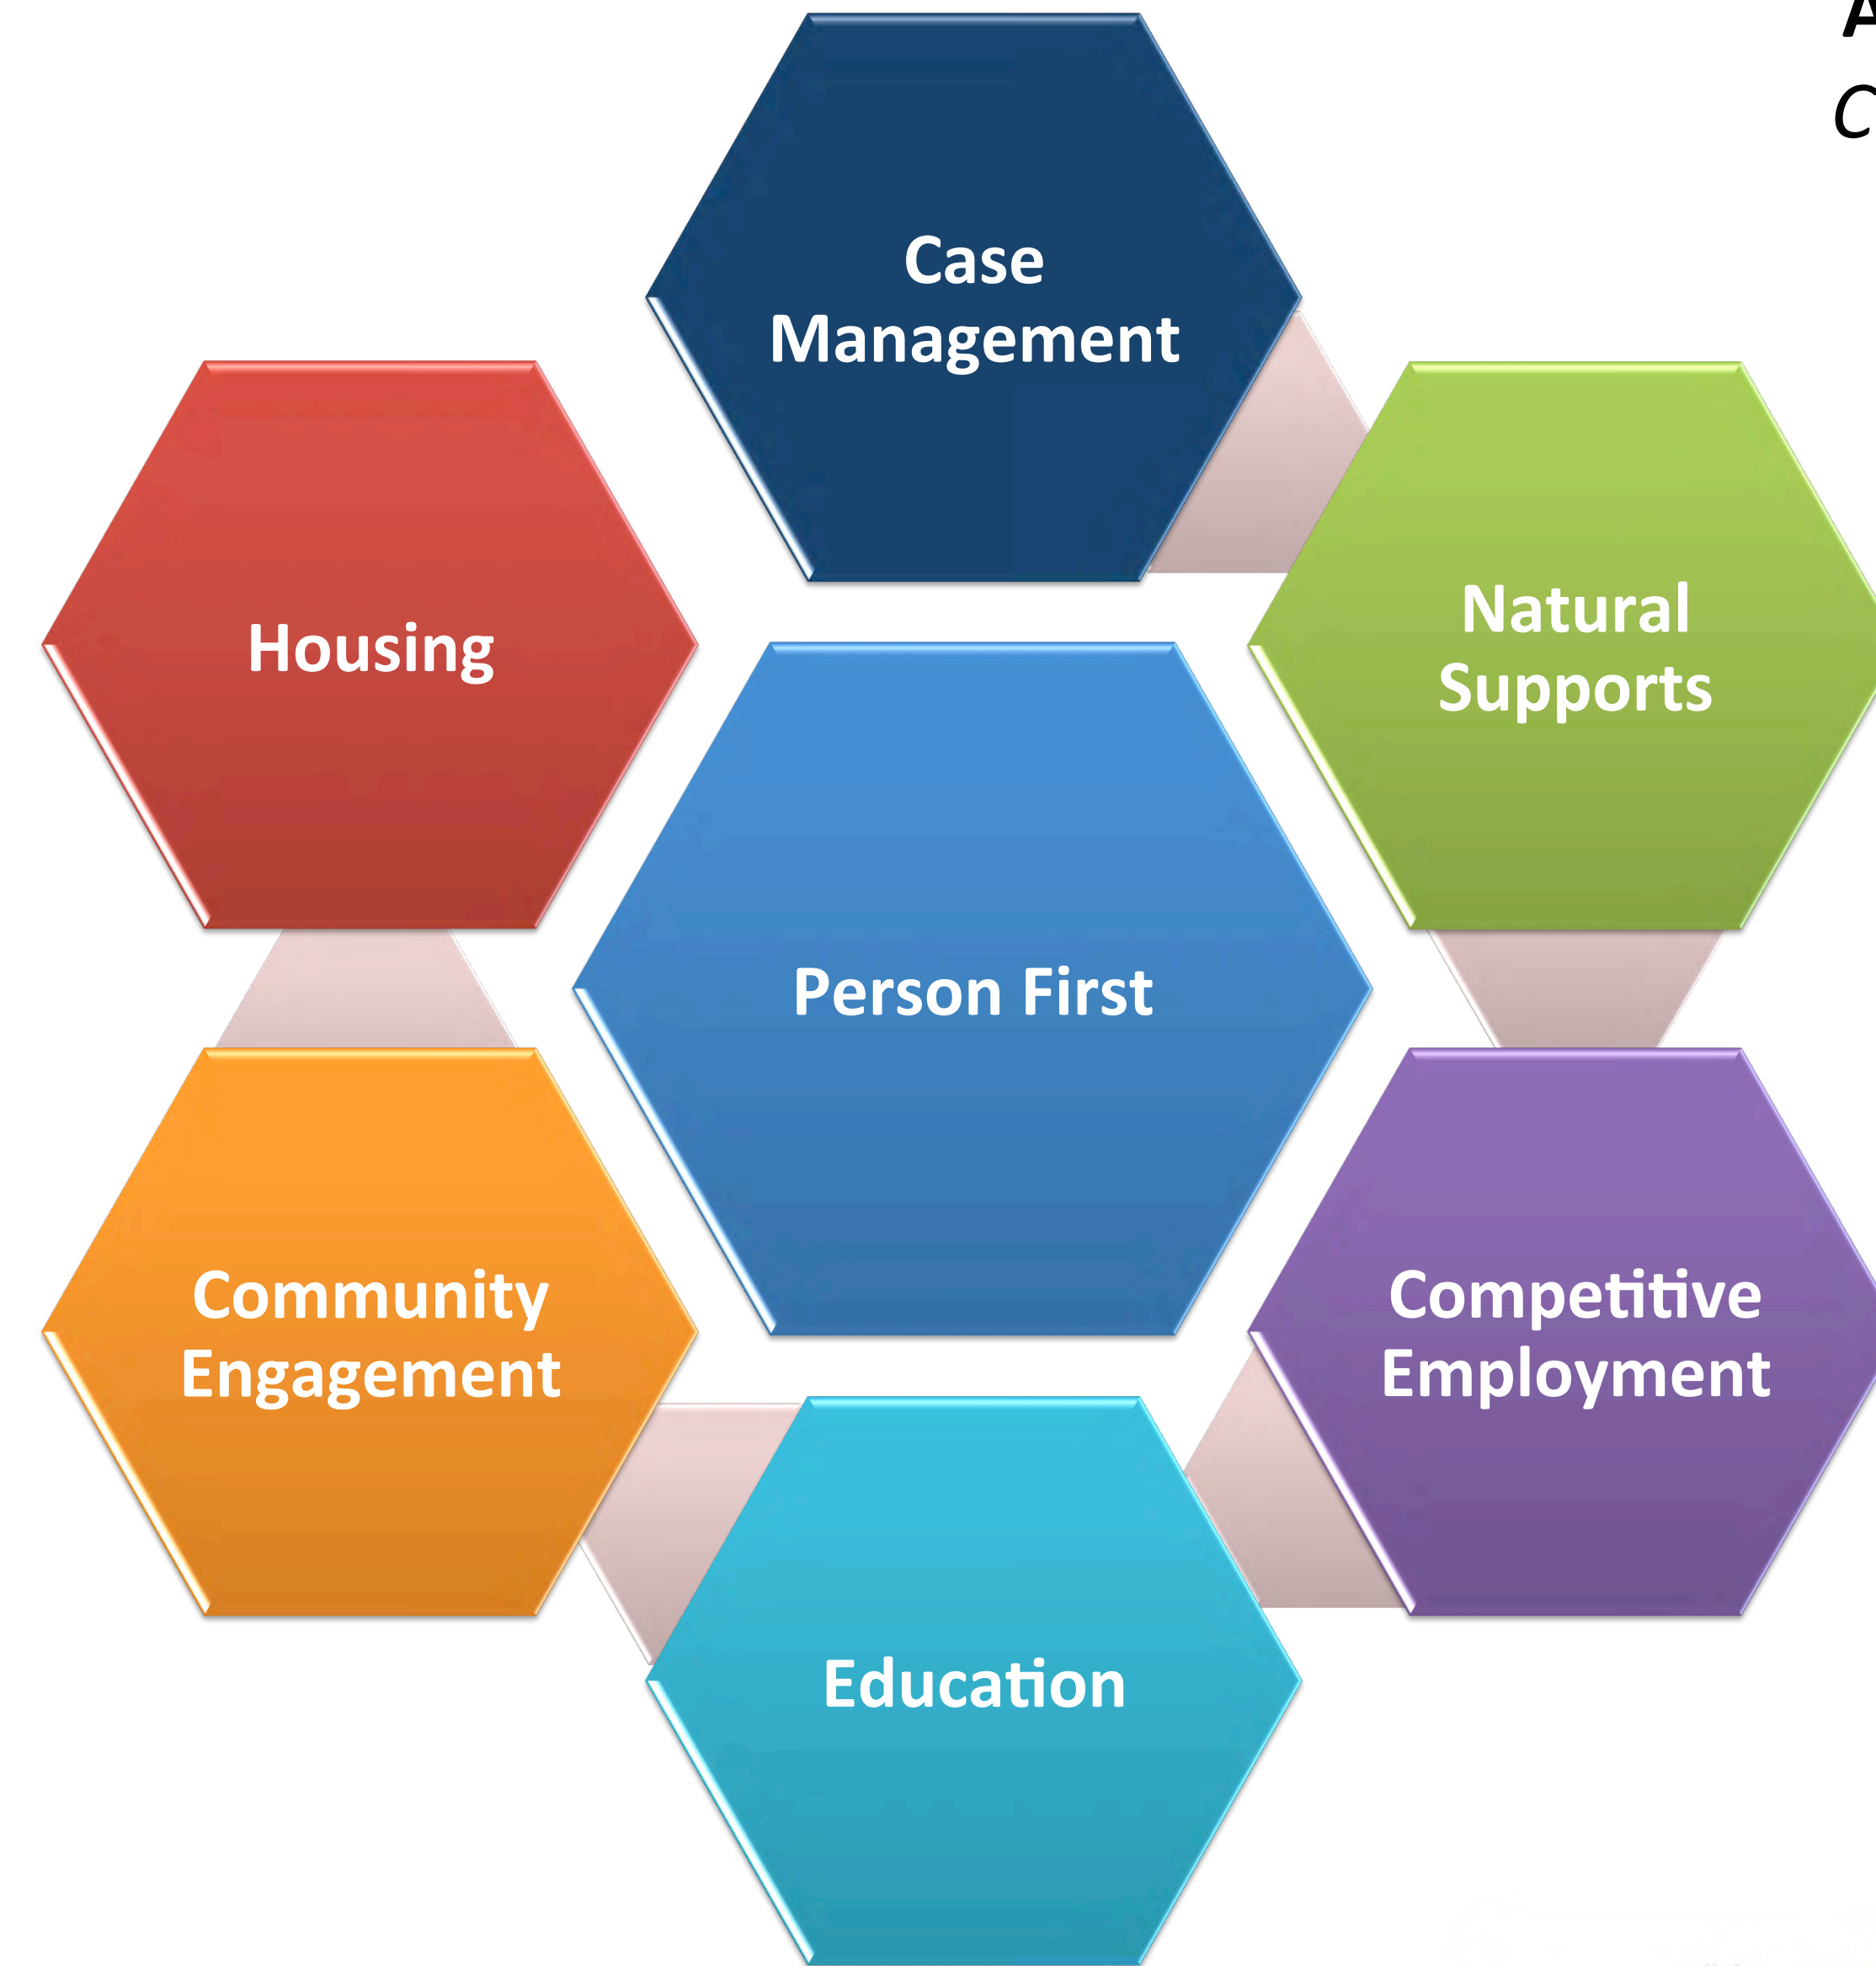 Case
Management
Housing
Natural
Supports
Person First
Community
Engagement
Competitive
Employment
Education